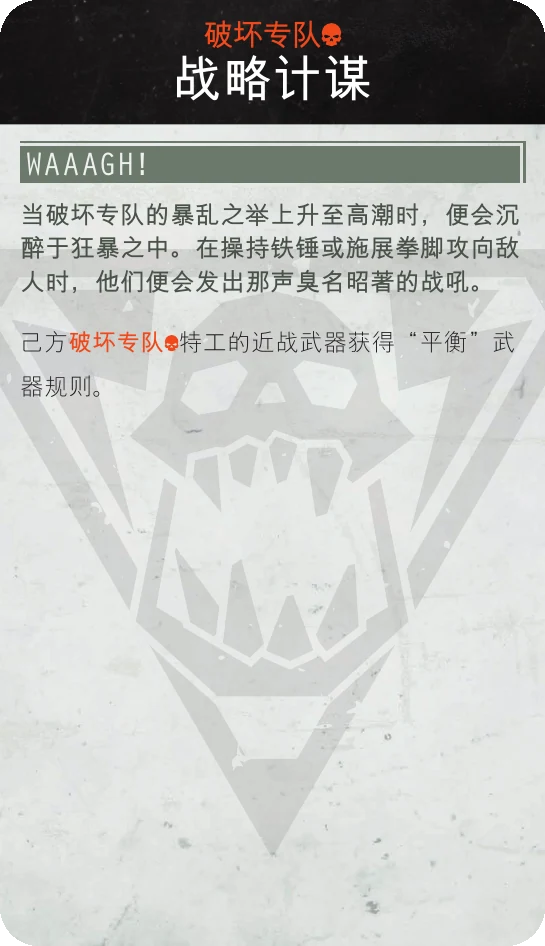 破坏专队
战略计谋
WAAAGH!
当破坏专队的暴乱之举上升至高潮时，便会沉
醉于狂暴之中。在操持铁锤或施展拳脚攻向敌
人时，他们便会发出那声臭名昭著的战吼。
己方破坏专队特工的近战武器获得“平衡”武
器规则。